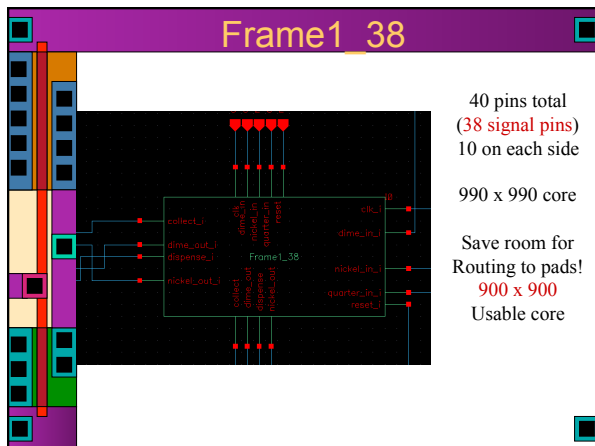 Frame1_38
40 pins total
(38 signal pins)
10 on each side
990 x 990 core
Save room for
Routing to pads!
900 x 900
Usable core
clk
dime_in
nickel_in
quarter_in
reset
collect_i
dime_out_i
dispense_i
nickel_out_i
Frame1_38
clk_i
dime_in_i
nickel_in_i
quarter_in_i
reset_i
collect
dime_out
dispense
nickel_out